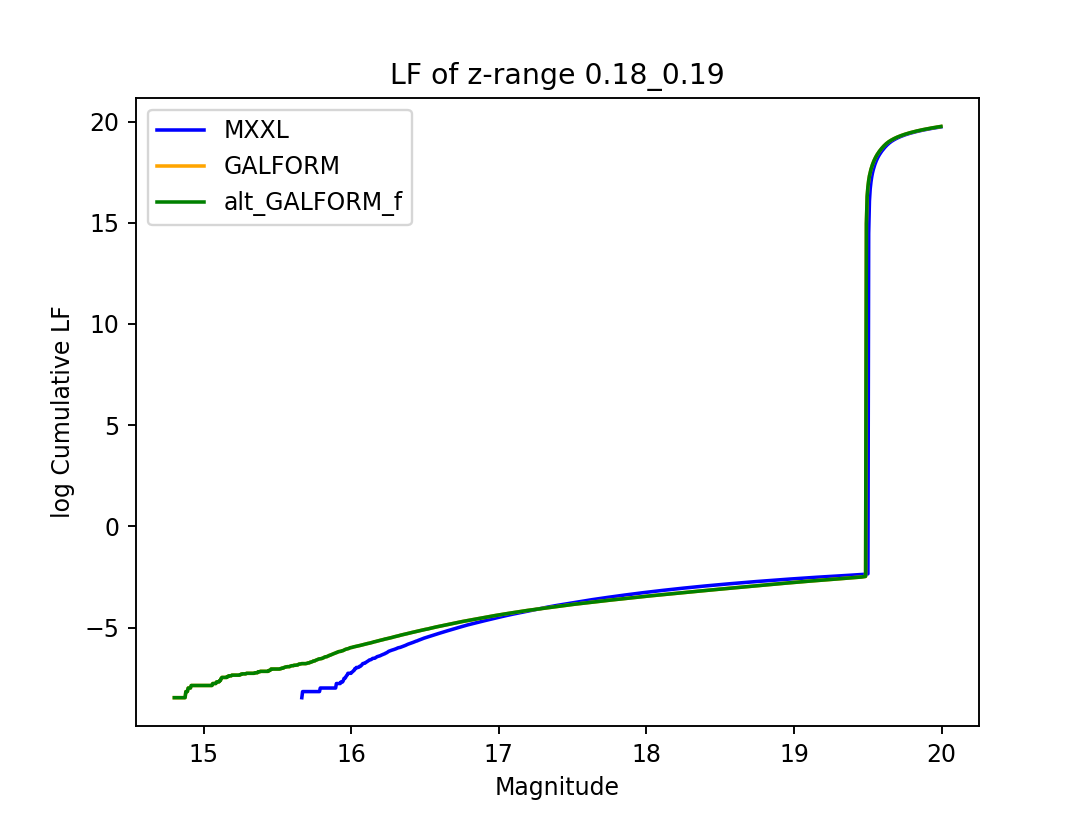 LF of z-range 0.18_0.19
MXXL
GALFORM
alt_GALFORM_f
20
15
10
5
0
−5
log Cumulative LF
15 16 17 18 19 20
Magnitude